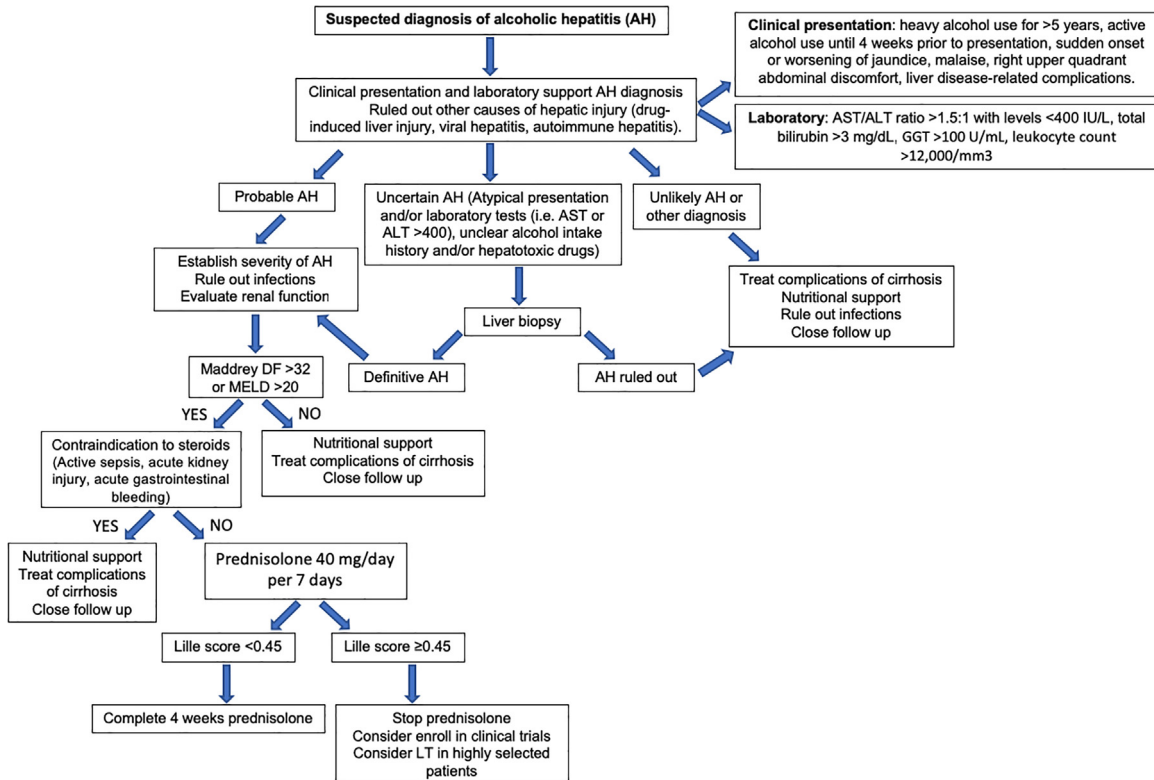 Suspected diagnosis of alcoholic hepatitis (AH)
Clinical presentation: heavy alcohol use for >5 years, active
alcohol use until 4 weeks prior to presentation, sudden onset
or worsening of jaundice, malaise, right upper quadrant
abdominal discomfort, liver disease-related complications.
Clinical presentation and laboratory support AH diagnosis
Ruled out other causes of hepatic injury (drug-
induced liver injury, viral hepatitis, autoimmune hepatitis).
Laboratory: AST/ALT ratio >1.5:1 with levels <400 IU/L, total
bilirubin >3 mg/dL, GGT >100 U/mL, leukocyte count
>12,000/mm3
Probable AH
Uncertain AH (Atypical presentation
and/or laboratory tests (i.e. AST or
ALT >400), unclear alcohol intake
history and/or hepatotoxic drugs)
Unlikely AH or
other diagnosis
Establish severity of AH
Rule out infections
Evaluate renal function
Treat complications of cirrhosis
Nutritional support
Rule out infections
Close follow up
Liver biopsy
Maddrey DF >32
or MELD >20
Definitive AH
AH ruled out
YES
NO
Contraindication to steroids
(Active sepsis, acute kidney
injury, acute gastrointestinal
bleeding)
Nutritional support
Treat complications of cirrhosis
Close follow up
YES
NO
Nutritional support
Treat complications
of cirrhosis
Close follow up
Prednisolone 40 mg/day
per 7 days
Lille score <0.45
Lille score ≥0.45
Complete 4 weeks prednisolone
Stop prednisolone
Consider enroll in clinical trials
Consider LT in highly selected
patients